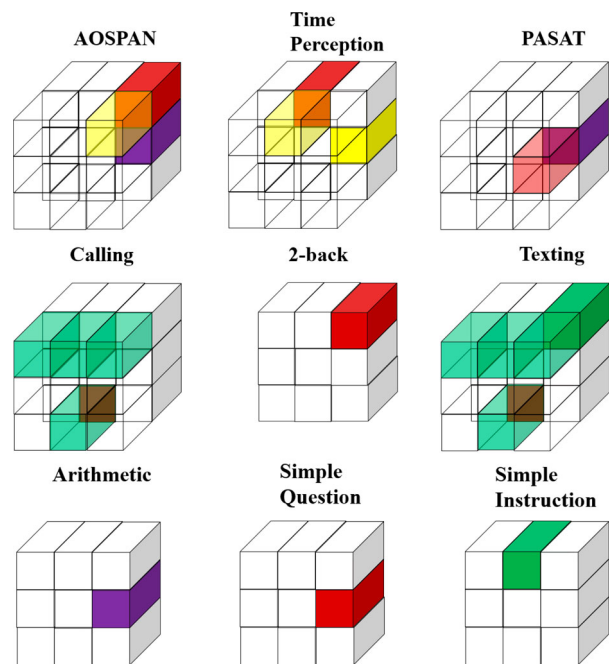 AOSPAN
Time
Perception
PASAT
Calling
2-back
Texting
Arithmetic
Simple
Question
Simple
Instruction